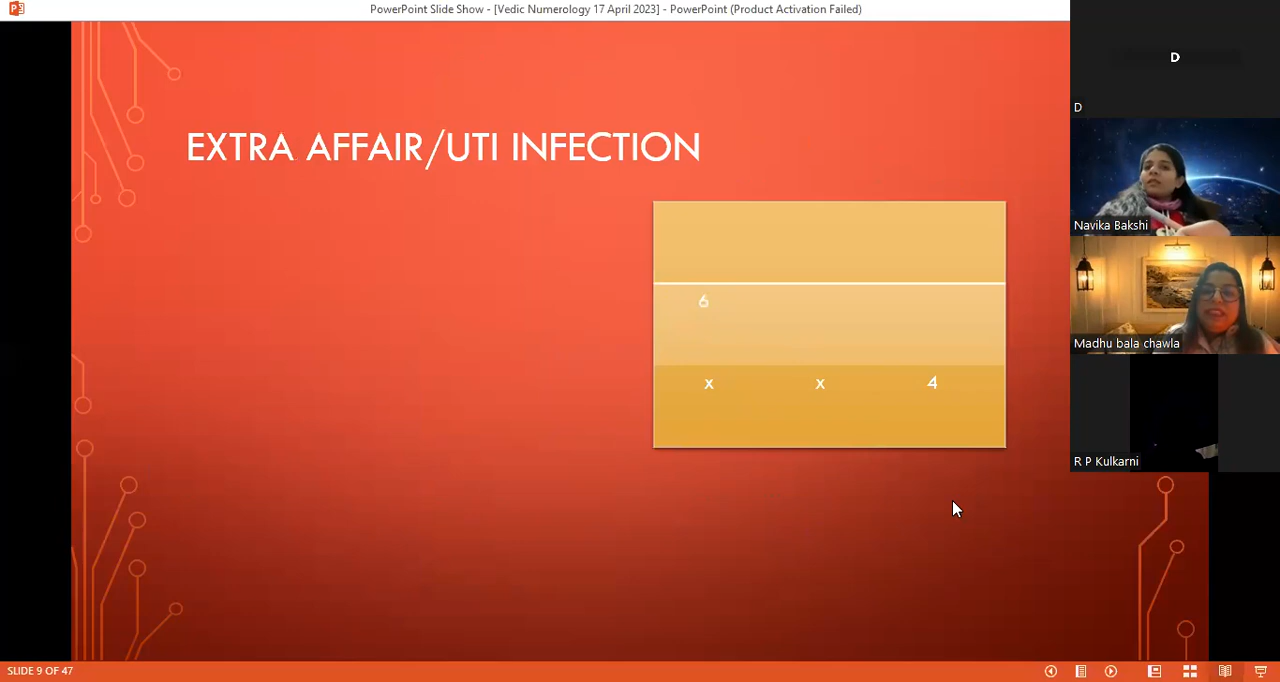 PowerPoint Slide Show - [Vedic Numerology 17 April 2023] - PowerPoint (Product Activation Failed)
EXTRA AFFAIR/UTI INFECTION
6
x x 4
D
D
Navika Bakshi
Madhu bala chawla
R P Kulkarni
SLIDE 9 OF 47